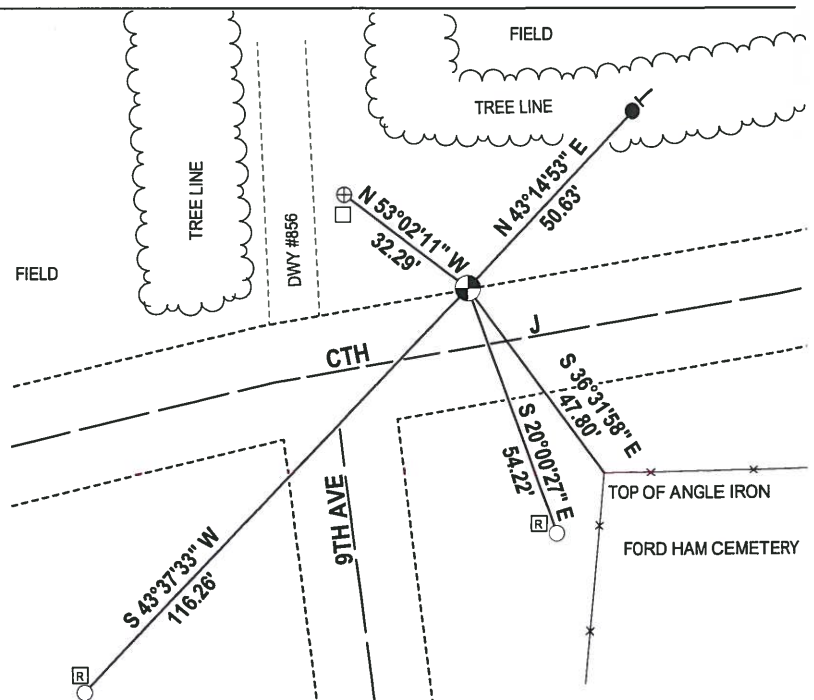 FIELD
TREE LINE
TREE LINE
N 43°14'53" E
50.63'
N 53°02'11" W
32.29'
DWY #856
FIELD
CTH
J
S 36°31'58" E
47.80'
S 20°00'27" E
54.22'
TOP OF ANGLE IRON
R
FORD HAM CEMETERY
9TH AVE
S 43°37'33" W
116.26'
R